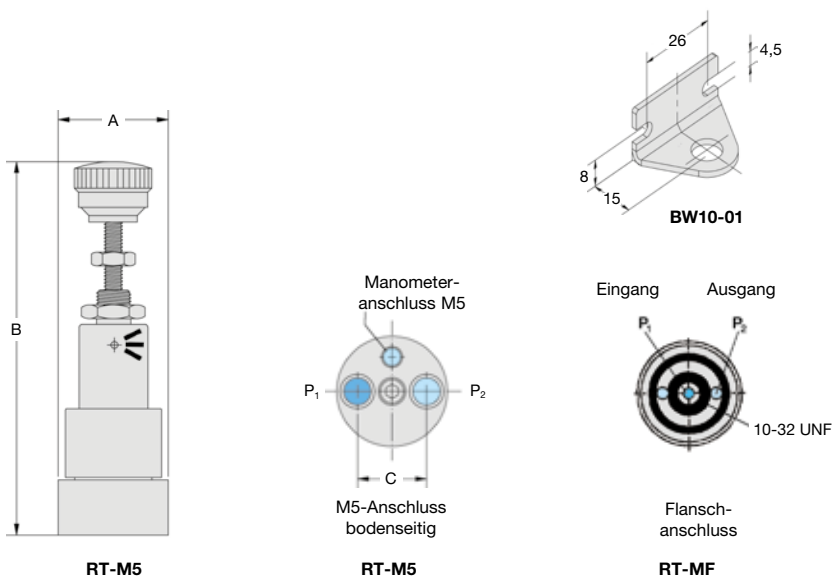 26
4,5
8
15
BW10-01
A
B
RT-M5
Manometer-
anschluss M5
P₁
P₂
C
M5-Anschluss
bodenseitig
RT-M5
Eingang
Ausgang
P₁
P₂
10-32 UNF
Flansch-
anschluss
RT-MF